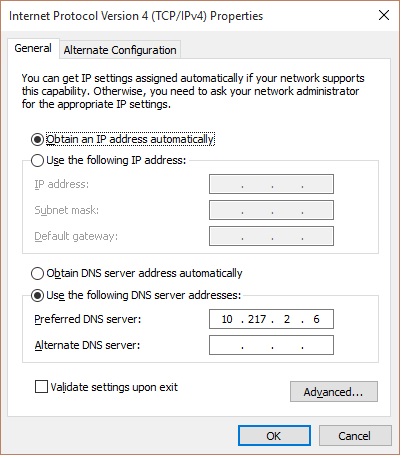 Internet Protocol Version 4 (TCP/IPv4) Properties
General
Alternate Configuration
You can get IP settings assigned automatically if your network supports
this capability. Otherwise, you need to ask your network administrator
for the appropriate IP settings.
Obtain an IP address automatically
Use the following IP address:
IP address: . . .
Subnet mask: . . .
Default gateway: . . .
Obtain DNS server address automatically
Use the following DNS server addresses:
Preferred DNS server: 10 . 217 . 2 . 6
Alternate DNS server: . . .
Validate settings upon exit
Advanced...
OK
Cancel